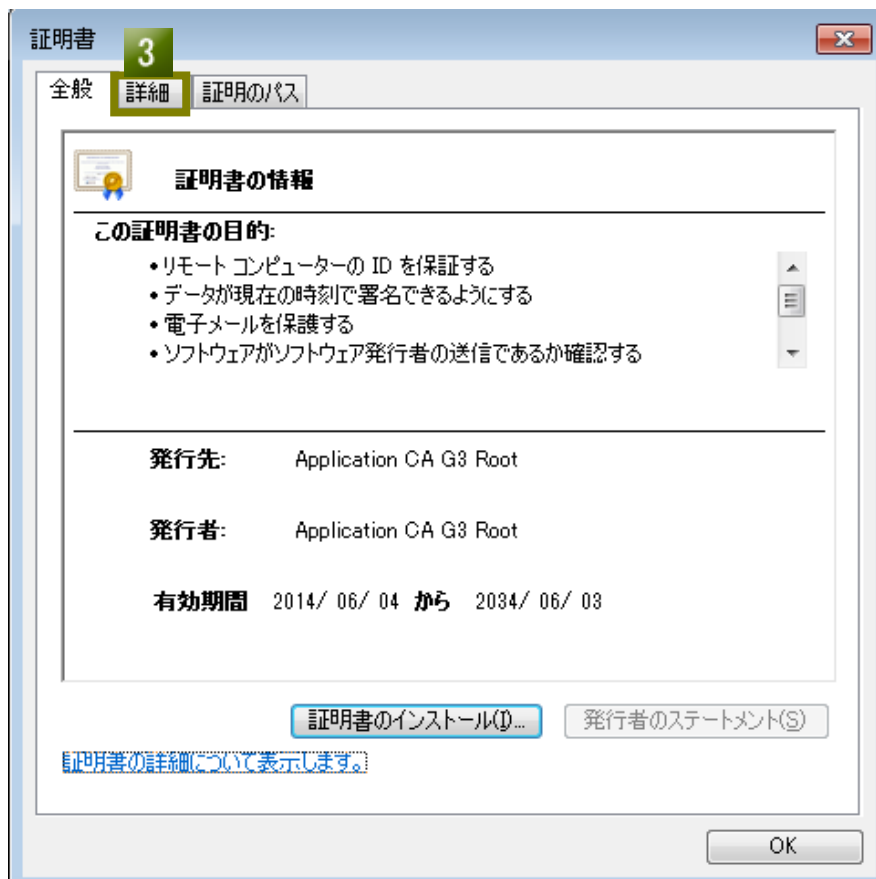 証明書
3
全般 詳細 証明のパス
証明書の情報
この証明書の目的:
•リモート コンピューターの ID を保証する
•データが現在の時刻で署名できるようにする
•電子メールを保護する
•ソフトウェアがソフトウェア発行者の送信であるか確認する
発行先: Application CA G3 Root
発行者: Application CA G3 Root
有効期間 2014/ 06/ 04 から 2034/ 06/ 03
証明書のインストール(I)... 発行者のステートメント(S)
証明書の詳細について表示します。
OK